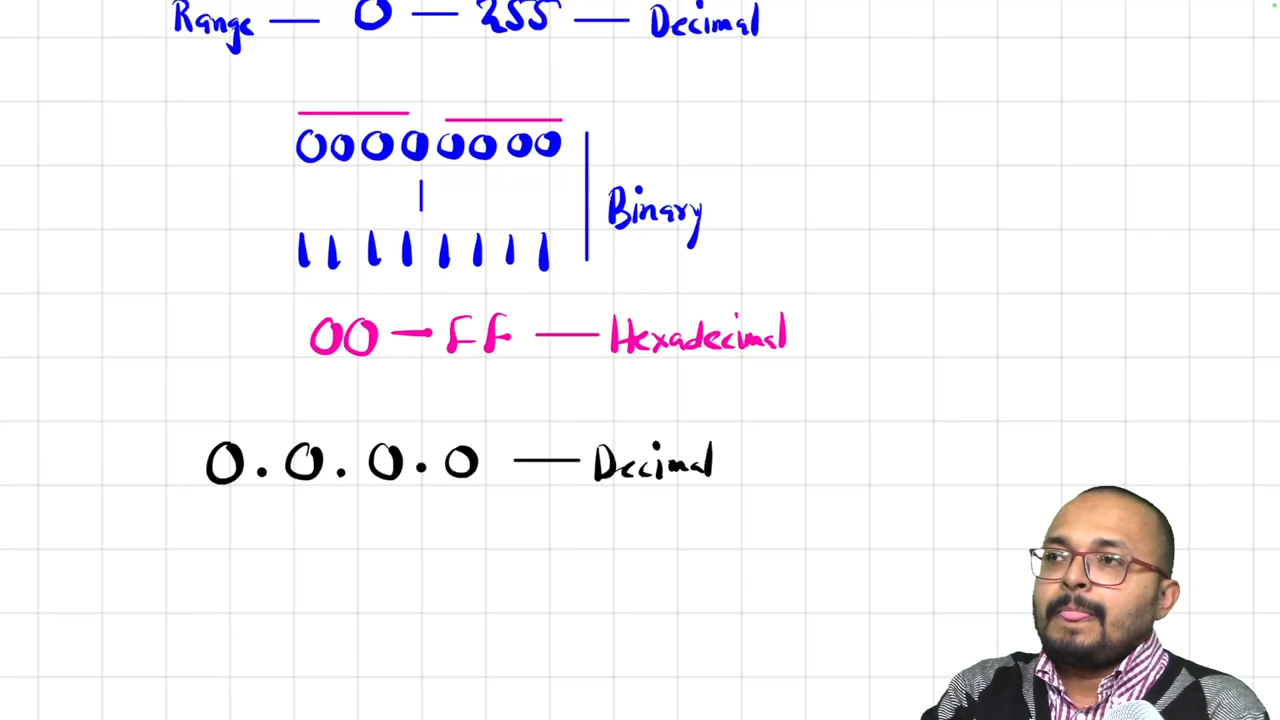 Range — 0 — 255 — Decimal
00000000
|
11111111
Binary
00 — FF — Hexadecimal
0.0.0.0 — Decimal